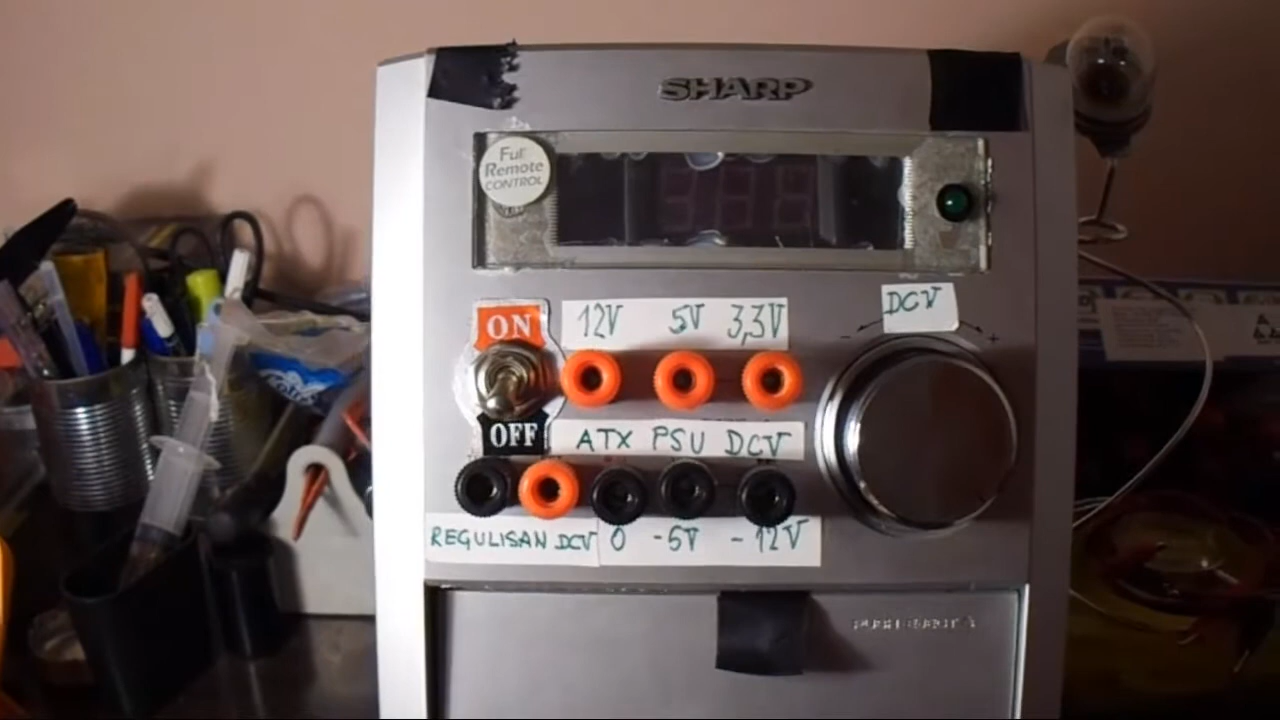 SHARP
Full
Remote
CONTROL
DCV
- +
ON
12V 5V 3,3V
OFF
ATX PSU DCV
REGULISAN DCV 0 -5V -12V